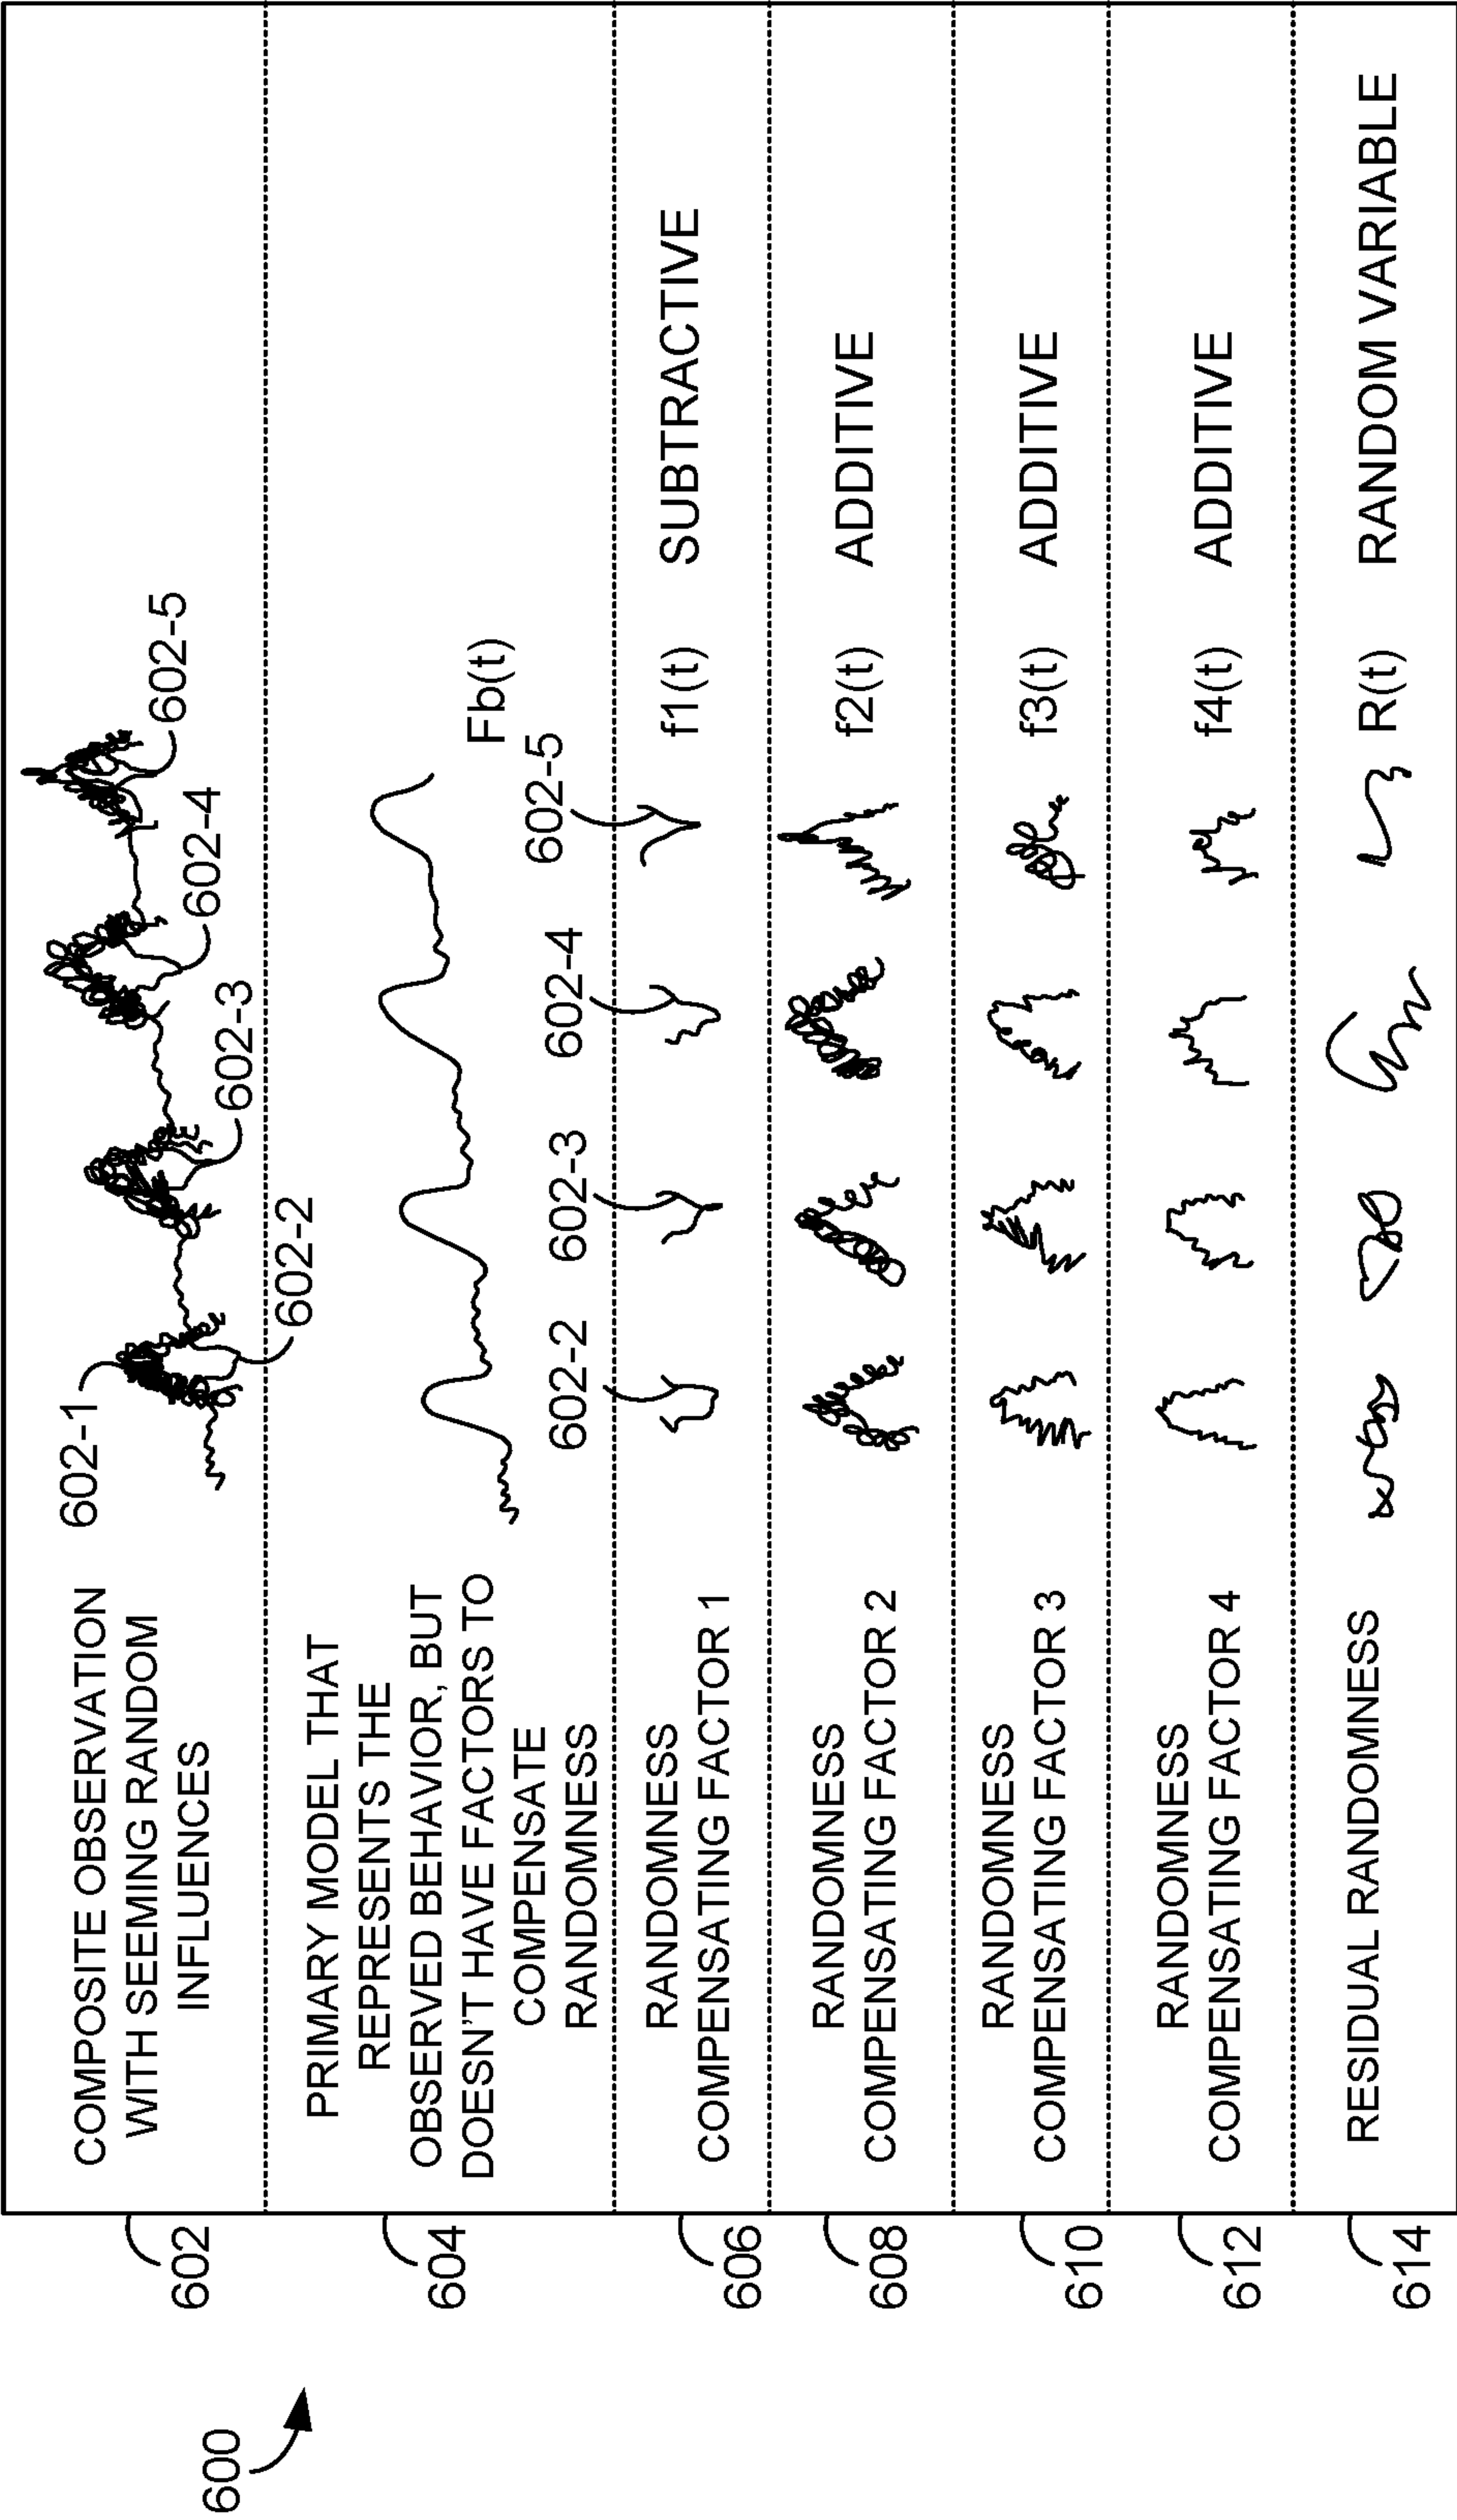 600
602
COMPOSITE OBSERVATION
WITH SEEMING RANDOM
INFLUENCES
602-1
602-2
602-3
602-4
602-5
604
PRIMARY MODEL THAT
REPRESENTS THE
OBSERVED BEHAVIOR, BUT
DOESN'T HAVE FACTORS TO
COMPENSATE
RANDOMNESS
Fb(t)
606
RANDOMNESS
COMPENSATING FACTOR 1
602-2
602-3
602-4
602-5
f1(t) SUBTRACTIVE
608
RANDOMNESS
COMPENSATING FACTOR 2
f2(t) ADDITIVE
610
RANDOMNESS
COMPENSATING FACTOR 3
f3(t) ADDITIVE
612
RANDOMNESS
COMPENSATING FACTOR 4
f4(t) ADDITIVE
614
RESIDUAL RANDOMNESS
R(t) RANDOM VARIABLE